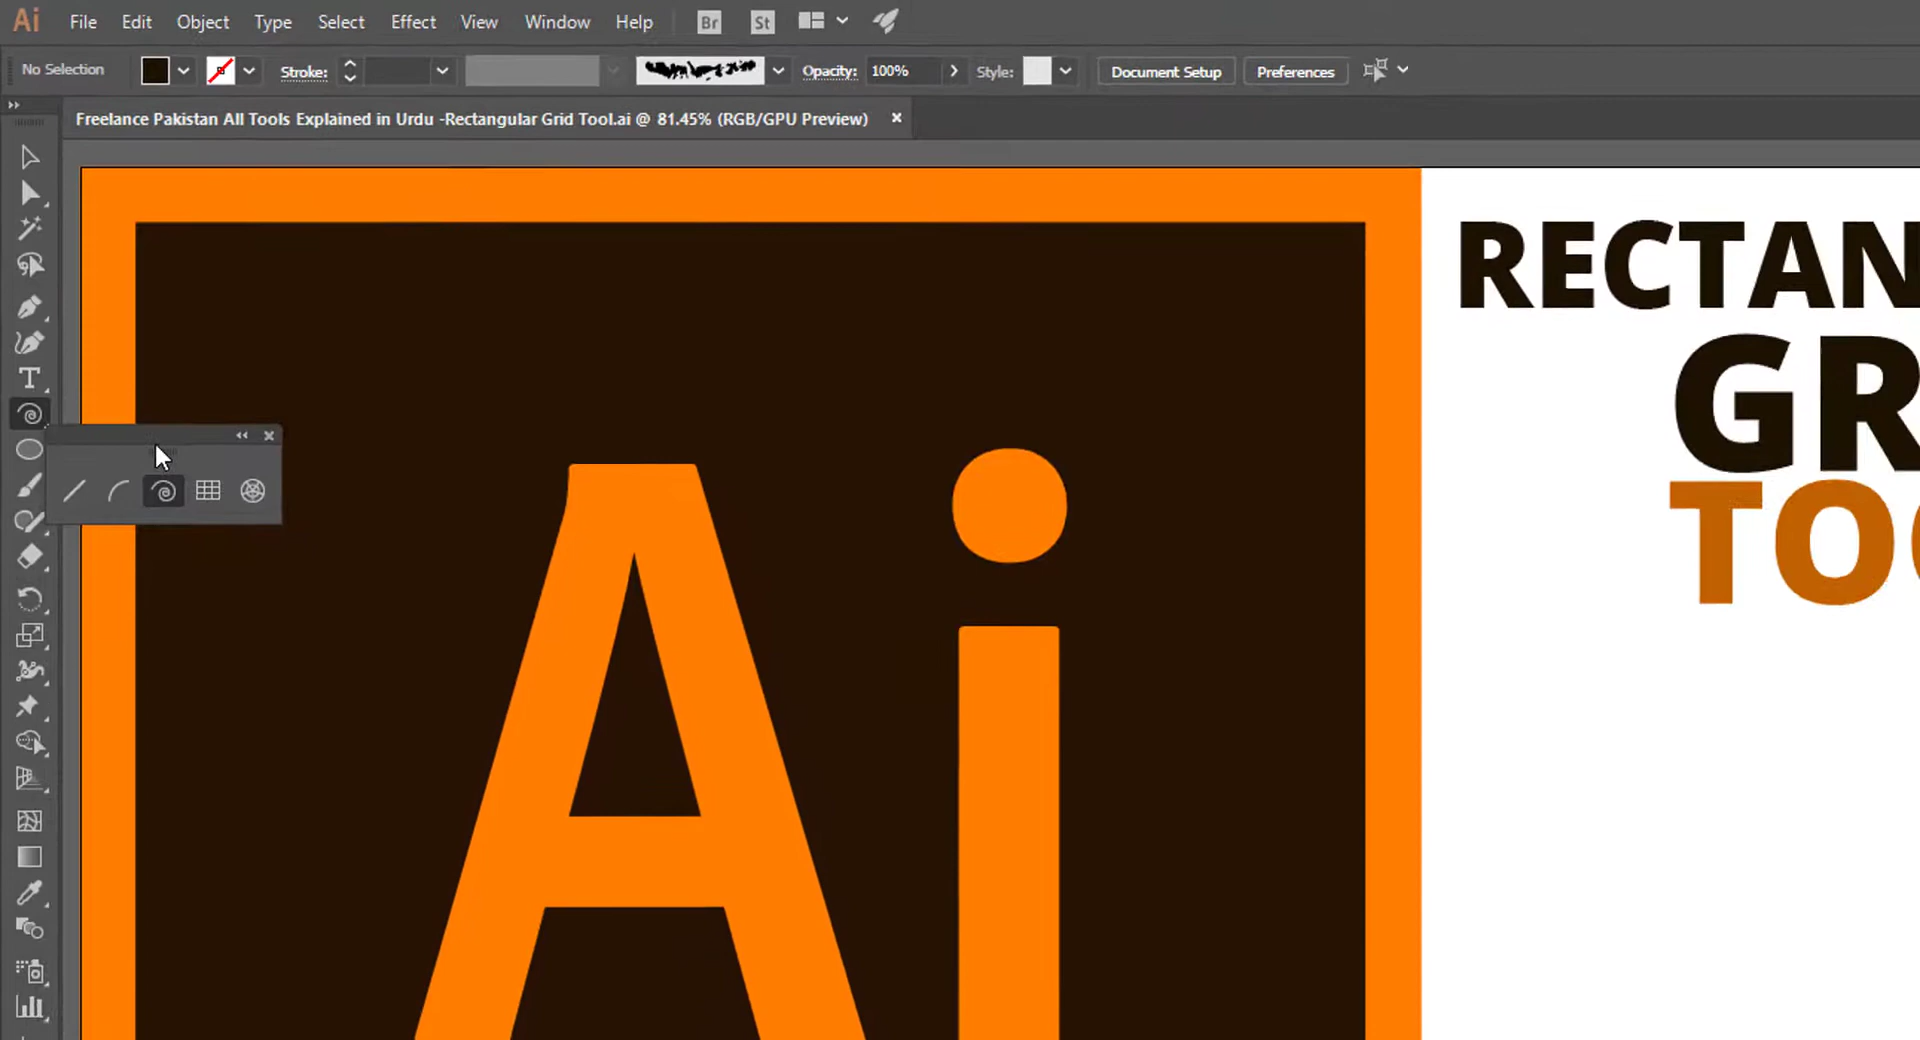 Ai File Edit Object Type Select Effect View Window Help Br St
No Selection Stroke: Opacity: 100% Style: Document Setup Preferences
Freelance Pakistan All Tools Explained in Urdu -Rectangular Grid Tool.ai @ 81.45% (RGB/GPU Preview) ×
RECTAN
GR
TOO
Ai